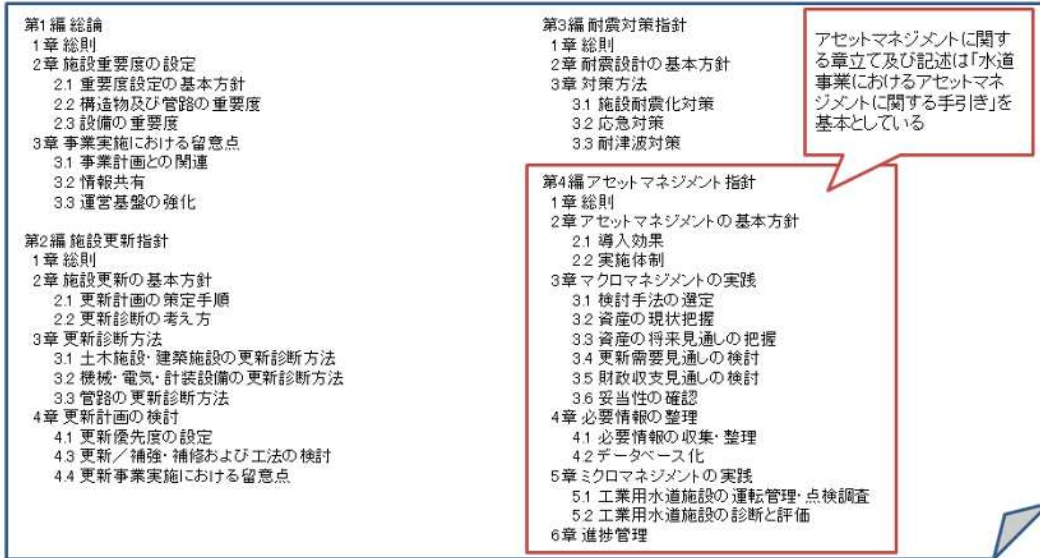 第1編 総論
1章 総則
2章 施設重要度の設定
2.1 重要度設定の基本方針
2.2 構造物及び管路の重要度
2.3 設備の重要度
3章 事業実施における留意点
3.1 事業計画との関連
3.2 情報共有
3.3 運営基盤の強化
第2編 施設更新指針
1章 総則
2章 施設更新の基本方針
2.1 更新計画の策定手順
2.2 更新診断の考え方
3章 更新診断方法
3.1 土木施設・建築施設の更新診断方法
3.2 機械・電気・計装設備の更新診断方法
3.3 管路の更新診断方法
4章 更新計画の検討
4.1 更新優先度の設定
4.3 更新/補強・補修および工法の検討
4.4 更新事業実施における留意点
第3編 耐震対策指針
1章 総則
2章 耐震設計の基本方針
3章 対策方法
3.1 施設耐震化対策
3.2 応急対策
3.3 耐津波対策
アセットマネジメントに関す
る章立て及び記述は「水道
事業におけるアセットマネ
ジメントに関する手引き」を
基本としている
第4編 アセットマネジメント指針
1章 総則
2章 アセットマネジメントの基本方針
2.1 導入効果
2.2 実施体制
3章 マクロマネジメントの実践
3.1 検討手法の選定
3.2 資産の現状把握
3.3 資産の将来見通しの把握
3.4 更新需要見通しの検討
3.5 財政収支見通しの検討
3.6 妥当性の確認
4章 必要情報の整理
4.1 必要情報の収集・整理
4.2 データベース化
5章 ミクロマネジメントの実践
5.1 工業用水道施設の運転管理・点検調査
5.2 工業用水道施設の診断と評価
6章 進捗管理